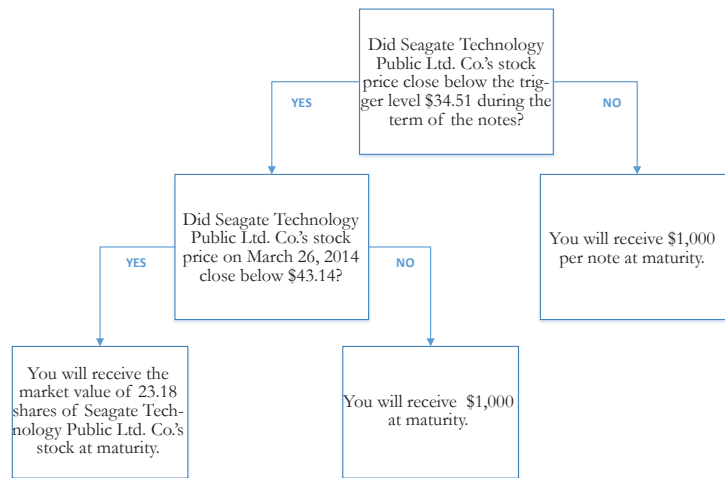 Did Seagate Technology
Public Ltd. Co.'s stock
price close below the trig-
ger level $34.51 during the
term of the notes?
YES
NO
Did Seagate Technology
Public Ltd. Co.'s stock
price on March 26, 2014
close below $43.14?
You will receive $1,000
per note at maturity.
YES
NO
You will receive the
market value of 23.18
shares of Seagate Tech-
nology Public Ltd. Co.'s
stock at maturity.
You will receive $1,000
at maturity.